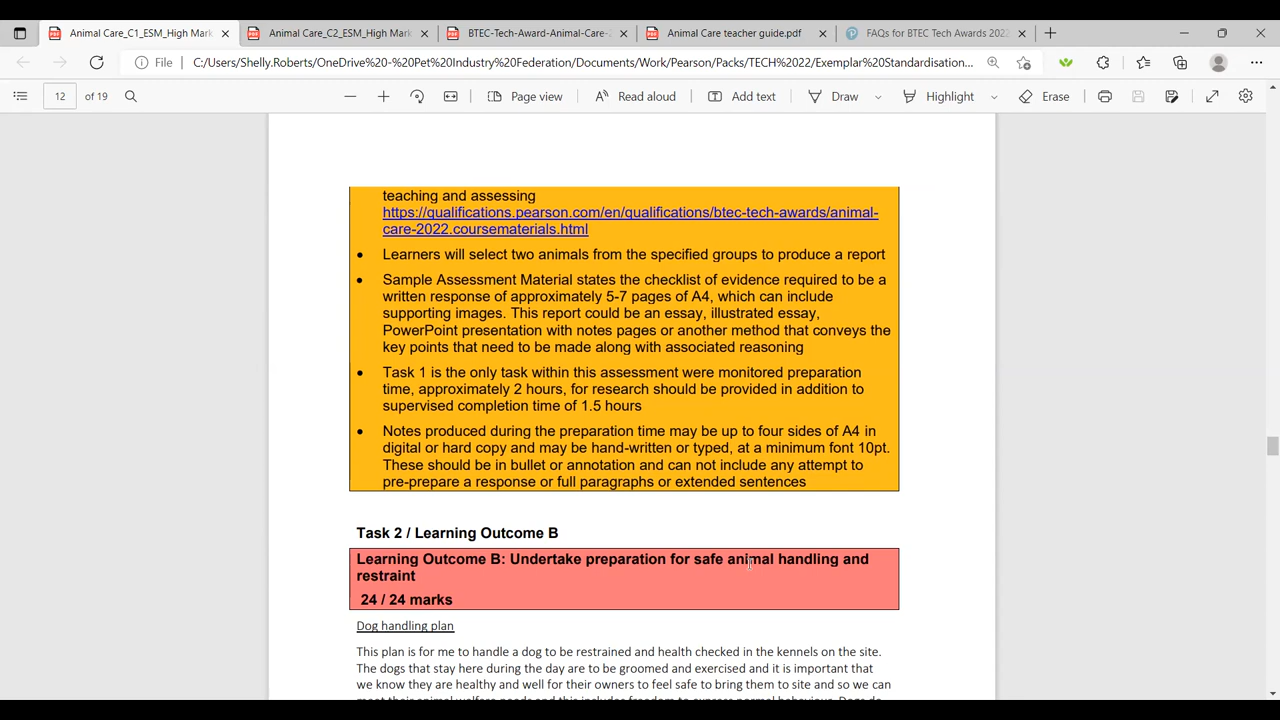 Animal Care_C1_ESM_High Mark
Animal Care_C2_ESM_High Mark
BTEC-Tech-Award-Animal-Care-
Animal Care teacher guide.pdf
FAQs for BTEC Tech Awards 2022
File
C:/Users/Shelly.Roberts/OneDrive%20-%20Pet%20Industry%20Federation/Documents/Work/Pearson/Packs/TECH%2022/Exemplar%20Standardisation...
12 of 19
Page view
Read aloud
Add text
Draw
Highlight
Erase
teaching and assessing
https://qualifications.pearson.com/en/qualifications/btec-tech-awards/animal-
care-2022.coursematerials.html
• Learners will select two animals from the specified groups to produce a report
• Sample Assessment Material states the checklist of evidence required to be a
written response of approximately 5-7 pages of A4, which can include
supporting images. This report could be an essay, illustrated essay,
PowerPoint presentation with notes pages or another method that conveys the
key points that need to be made along with associated reasoning
• Task 1 is the only task within this assessment were monitored preparation
time, approximately 2 hours, for research should be provided in addition to
supervised completion time of 1.5 hours
• Notes produced during the preparation time may be up to four sides of A4 in
digital or hard copy and may be hand-written or typed, at a minimum font 10pt.
These should be in bullet or annotation and can not include any attempt to
pre-prepare a response or full paragraphs or extended sentences
Task 2 / Learning Outcome B
Learning Outcome B: Undertake preparation for safe animal handling and
restraint
24 / 24 marks
Dog handling plan
This plan is for me to handle a dog to be restrained and health checked in the kennels on the site.
The dogs that stay here during the day are to be groomed and exercised and it is important that
we know they are healthy and well for their owners to feel safe to bring them to site and so we can